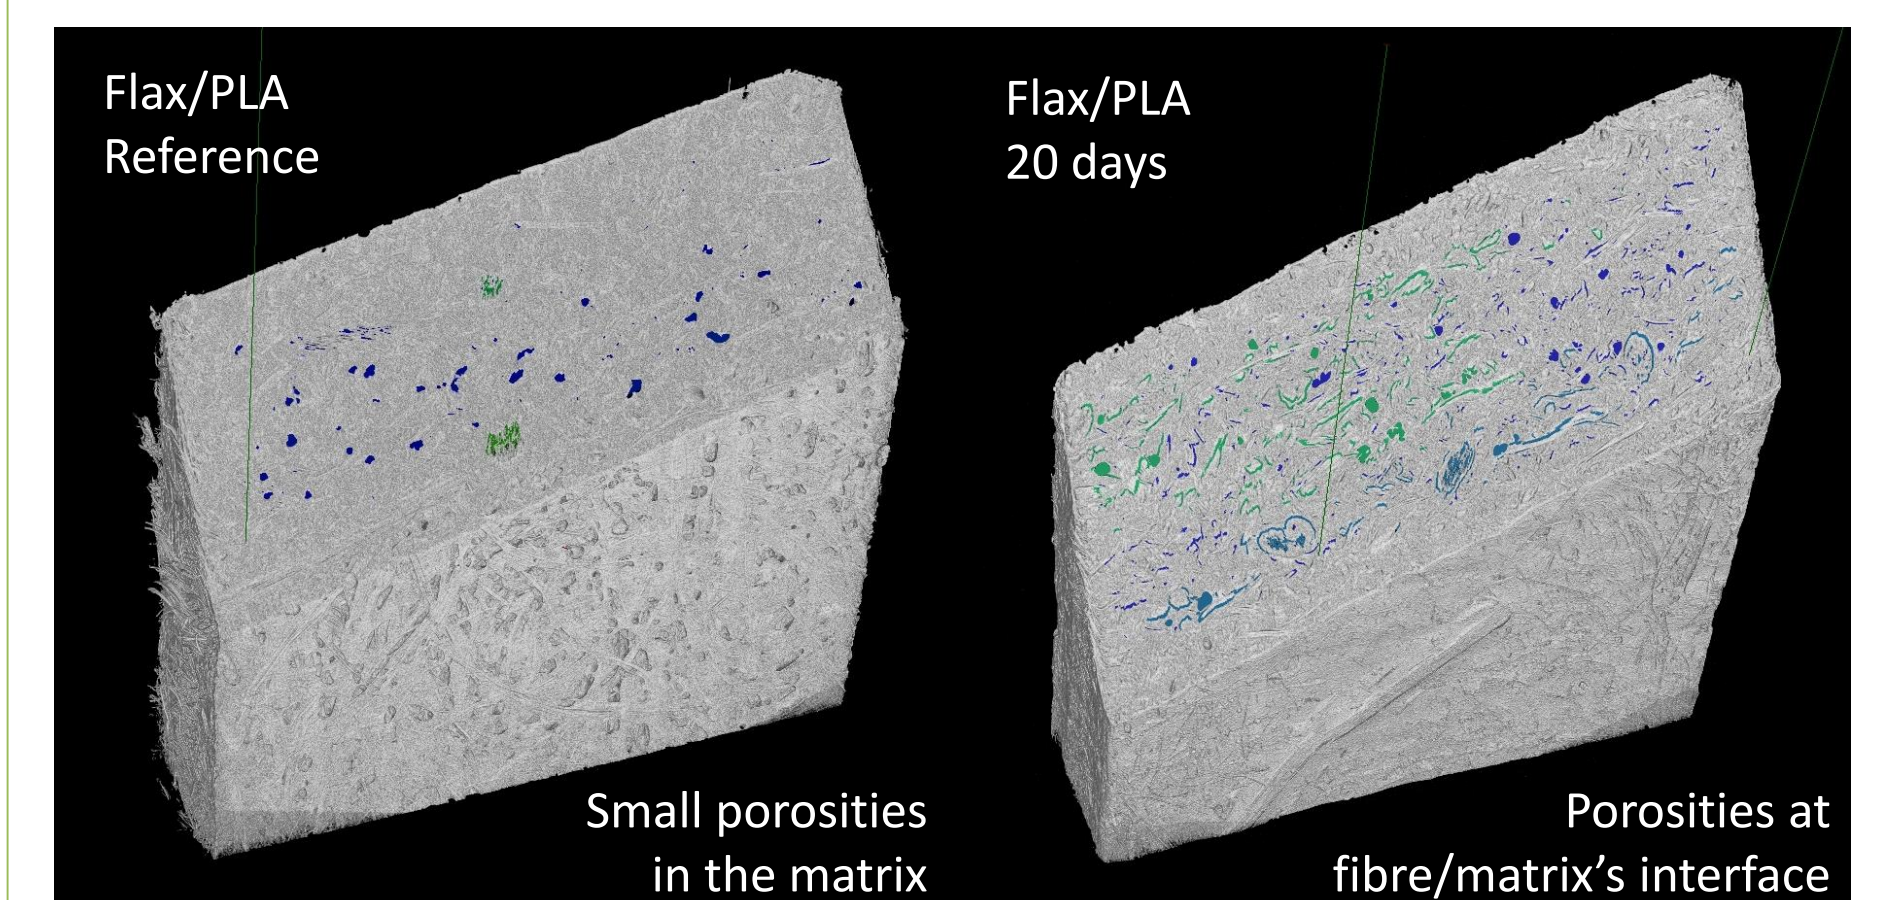 Flax/PLA
Reference
Small porosities
in the matrix
Flax/PLA
20 days
Porosities at
fibre/matrix’s interface